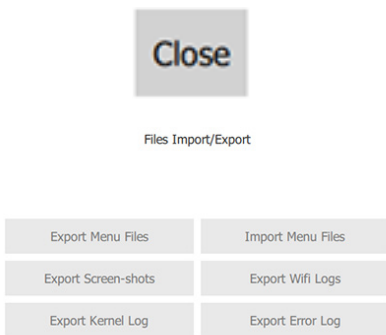 Close
Files Import/Export
Export Menu Files
Import Menu Files
Export Screen-shots
Export Wifi Logs
Export Kernel Log
Export Error Log